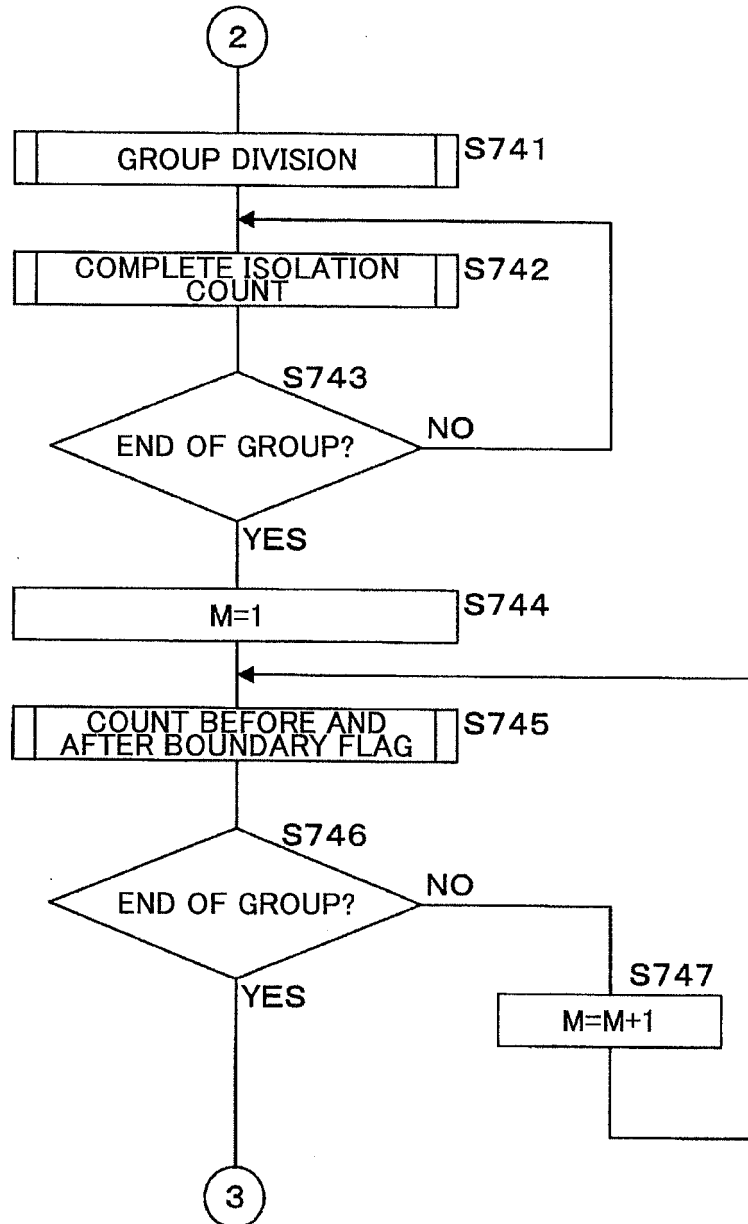 2
GROUP DIVISION
S741
COMPLETE ISOLATION
COUNT
S742
S743
END OF GROUP?
NO
YES
M=1
S744
COUNT BEFORE AND
AFTER BOUNDARY FLAG
S745
S746
END OF GROUP?
NO
YES
S747
M=M+1
3